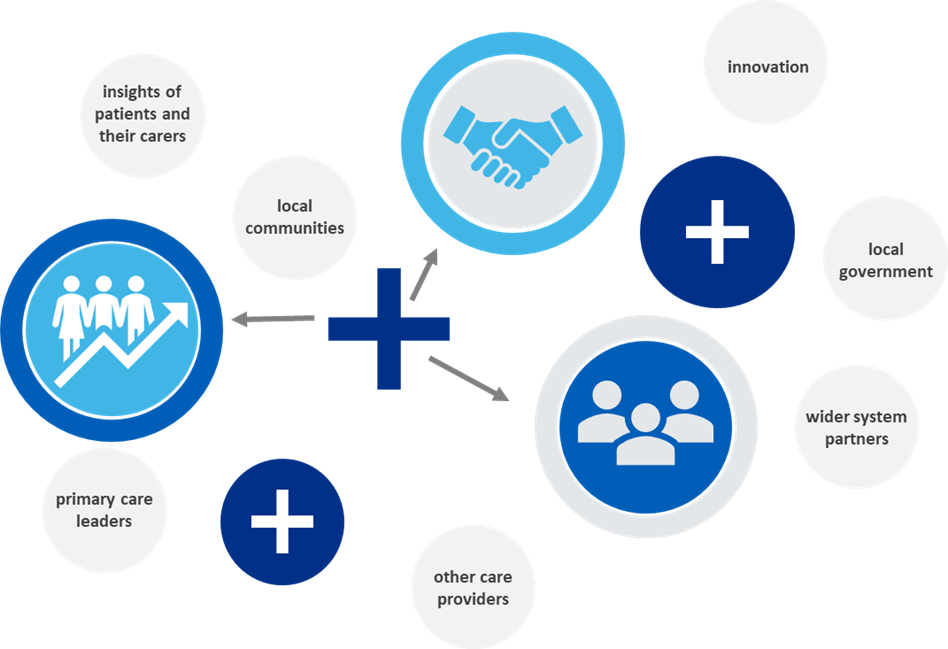 innovation
insights of
patients and
their carers
local
communities
local
government
wider system
partners
primary care
leaders
other care
providers